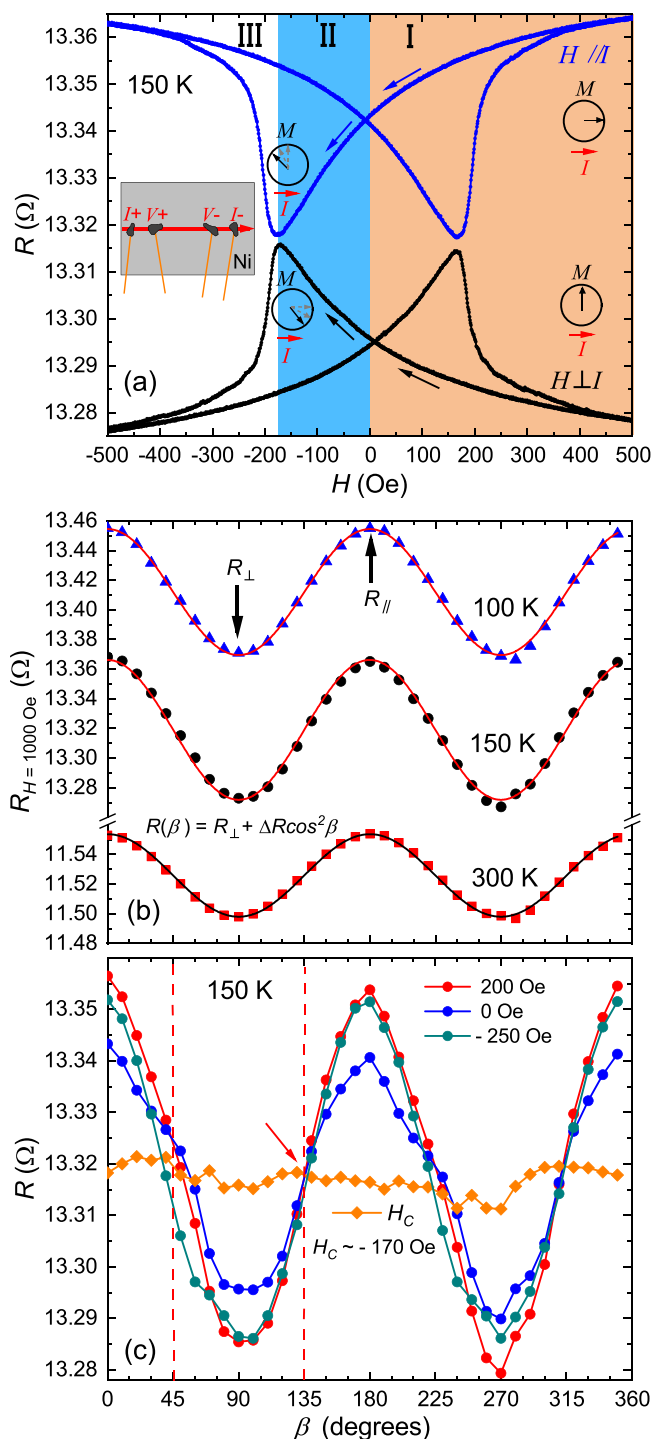 III II I
13.36
13.35
13.34
13.33
13.32
13.31
13.30
13.29
13.28
R (Ω)
150 K
H //I
M
I
M
I
I+ V+ V- I-
Ni
M
I
M
I
(a)
H⊥I
-500 -400 -300 -200 -100 0 100 200 300 400 500
H (Oe)
13.46
13.44
13.42
13.40
13.38
13.36
13.34
13.32
13.30
13.28
11.54
11.52
11.50
11.48
R_H = 1000 Oe (Ω)
R⊥
R//
100 K
150 K
R(β) = R⊥ + ΔRcos²β
300 K
(b)
13.35
13.34
13.33
13.32
13.31
13.30
13.29
13.28
R (Ω)
150 K
200 Oe
0 Oe
- 250 Oe
H_C
H_C ~ - 170 Oe
(c)
0 45 90 135 180 225 270 315 360
β (degrees)